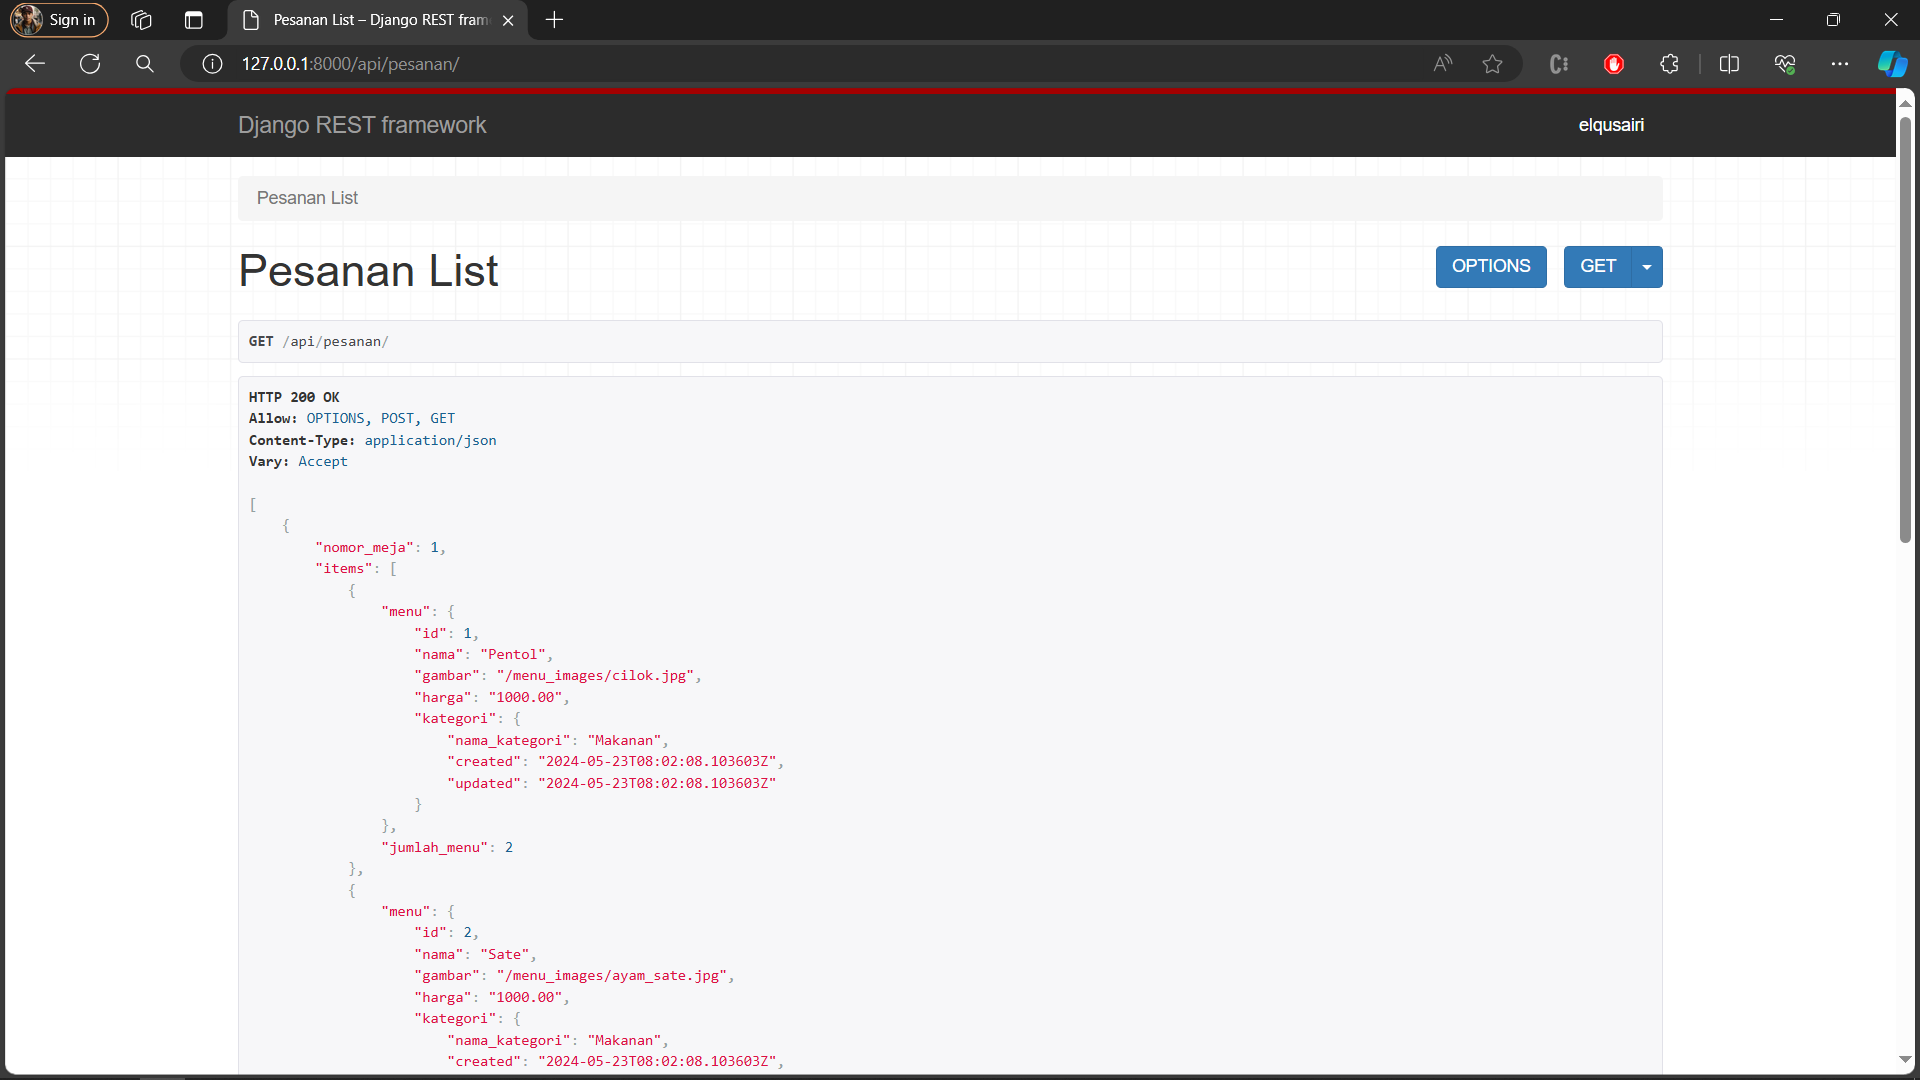 Sign in
Pesanan List – Django REST fram
127.0.0.1:8000/api/pesanan/
Django REST framework
elqusairi
Pesanan List
Pesanan List
OPTIONS
GET
GET /api/pesanan/
HTTP 200 OK
Allow: OPTIONS, POST, GET
Content-Type: application/json
Vary: Accept
[
{
"nomor_meja": 1,
"items": [
{
"menu": {
"id": 1,
"nama": "Pentol",
"gambar": "/menu_images/cilok.jpg",
"harga": "1000.00",
"kategori": {
"nama_kategori": "Makanan",
"created": "2024-05-23T08:02:08.103603Z",
"updated": "2024-05-23T08:02:08.103603Z"
}
},
"jumlah_menu": 2
},
{
"menu": {
"id": 2,
"nama": "Sate",
"gambar": "/menu_images/ayam_sate.jpg",
"harga": "1000.00",
"kategori": {
"nama_kategori": "Makanan",
"created": "2024-05-23T08:02:08.103603Z",